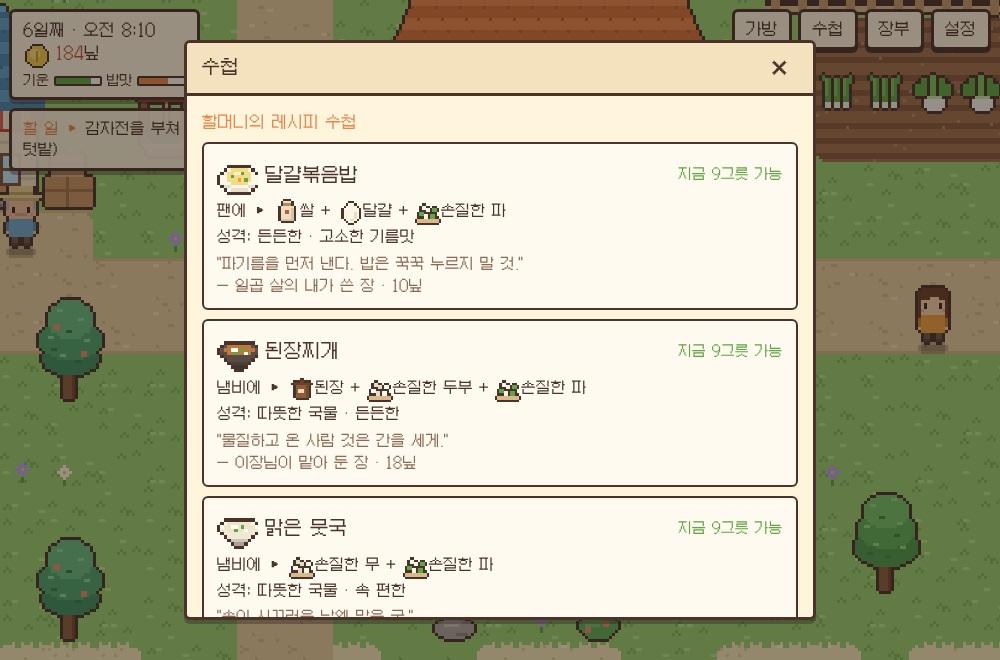 6일째 · 오전 8:10
184닢
기운 밥맛
할 일 ▸ 감자전을 부쳐
텃밭)
가방 수첩 장부 설정
수첩 ×
할머니의 레시피 수첩
달걀볶음밥 지금 9그릇 가능
팬에 ▸ 쌀 + 달걀 + 손질한 파
성격: 든든한 · 고소한 기름맛
"파기름을 먼저 낸다. 밥은 꾹꾹 누르지 말 것."
— 일곱 살의 내가 쓴 장 · 10닢
된장찌개 지금 9그릇 가능
냄비에 ▸ 된장 + 손질한 두부 + 손질한 파
성격: 따뜻한 국물 · 든든한
"물질하고 온 사람 것은 간을 세게."
— 이장님이 맡아 둔 장 · 18닢
맑은 뭇국 지금 9그릇 가능
냄비에 ▸ 손질한 무 + 손질한 파
성격: 따뜻한 국물 · 속 편한